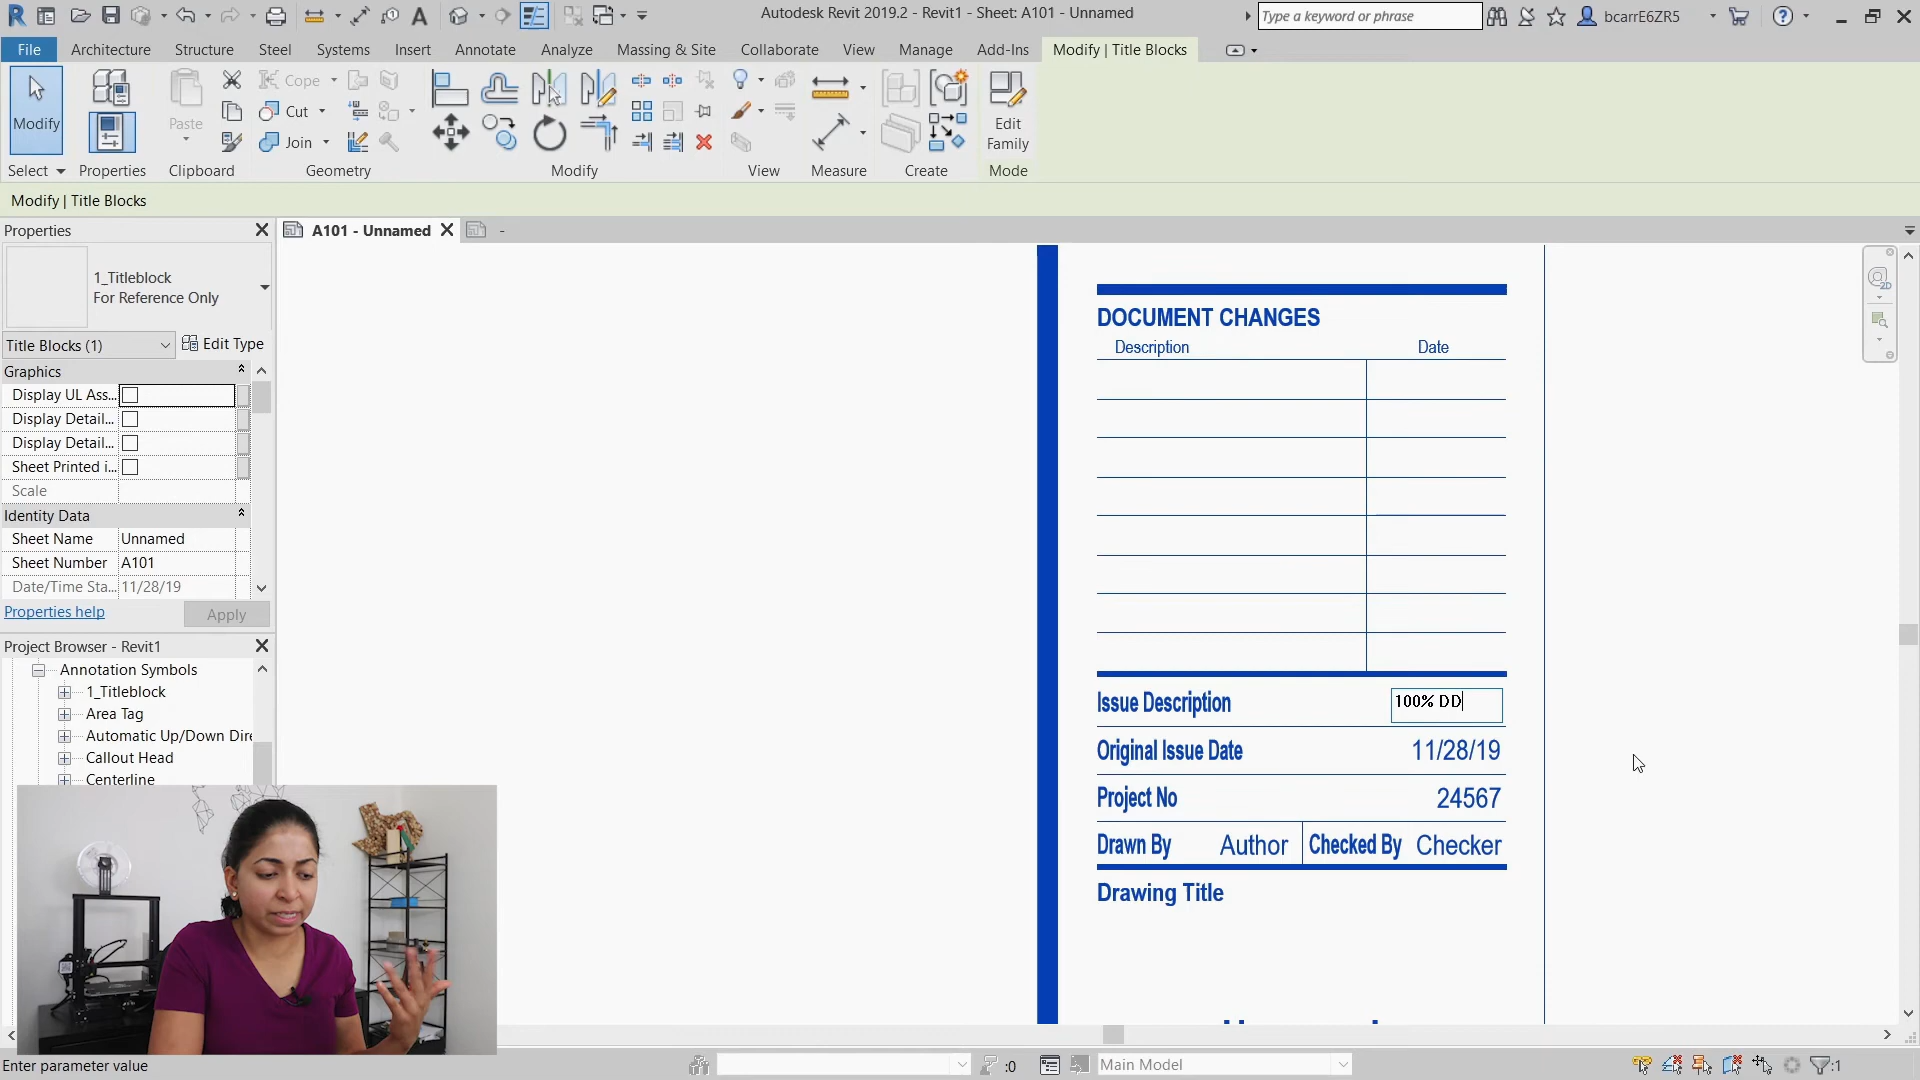 Autodesk Revit 2019.2 - Revit1 - Sheet: A101 - Unnamed
Type a keyword or phrase
bcarrE6ZR5
File
Architecture
Structure
Steel
Systems
Insert
Annotate
Analyze
Massing & Site
Collaborate
View
Manage
Add-Ins
Modify | Title Blocks
Modify
Paste
Cope
Cut
Join
Edit
Family
Select
Properties
Clipboard
Geometry
Modify
View
Measure
Create
Mode
Modify | Title Blocks
Properties
1_Titleblock
For Reference Only
Title Blocks (1)
Edit Type
Graphics
Display UL Ass...
Display Detail...
Display Detail...
Sheet Printed i...
Scale
Identity Data
Sheet Name Unnamed
Sheet Number A101
Date/Time Sta... 11/28/19
Properties help
Apply
Project Browser - Revit1
Annotation Symbols
1_Titleblock
Area Tag
Automatic Up/Down Dire
Callout Head
Centerline
A101 - Unnamed
-
2D
DOCUMENT CHANGES
Description Date
Issue Description 100% DD
Original Issue Date 11/28/19
Project No 24567
Drawn By Author Checked By Checker
Drawing Title
Enter parameter value
:0
Main Model
:1